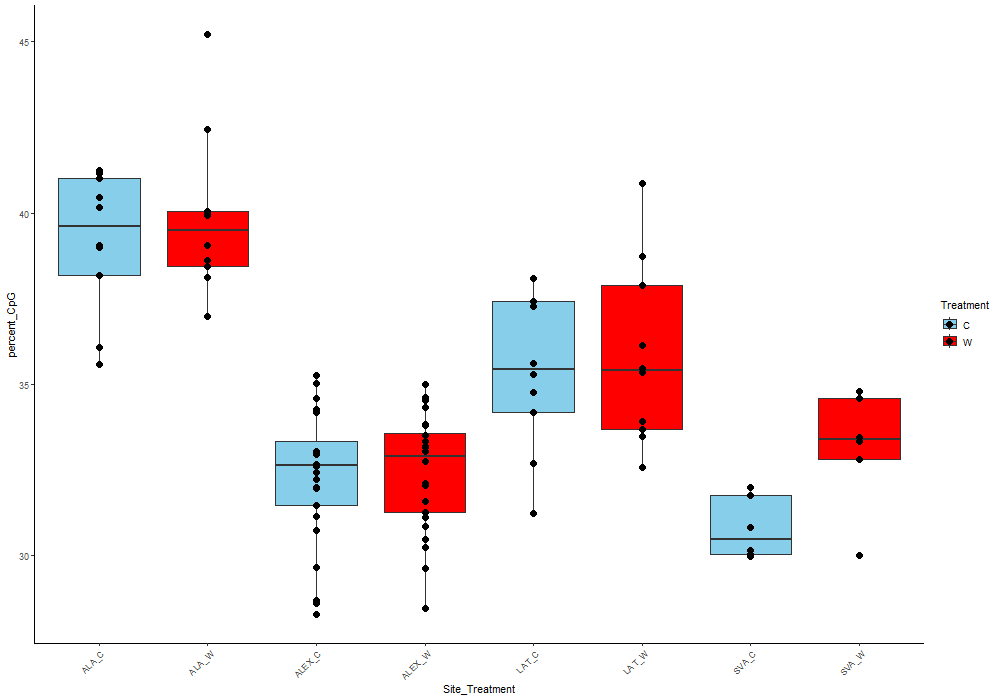 45
40
35
30
percent_CpG
ALA_C
ALA_W
ALEX_C
ALEX_W
LAT_C
LAT_W
SVA_C
SVA_W
Site_Treatment
Treatment
C
W